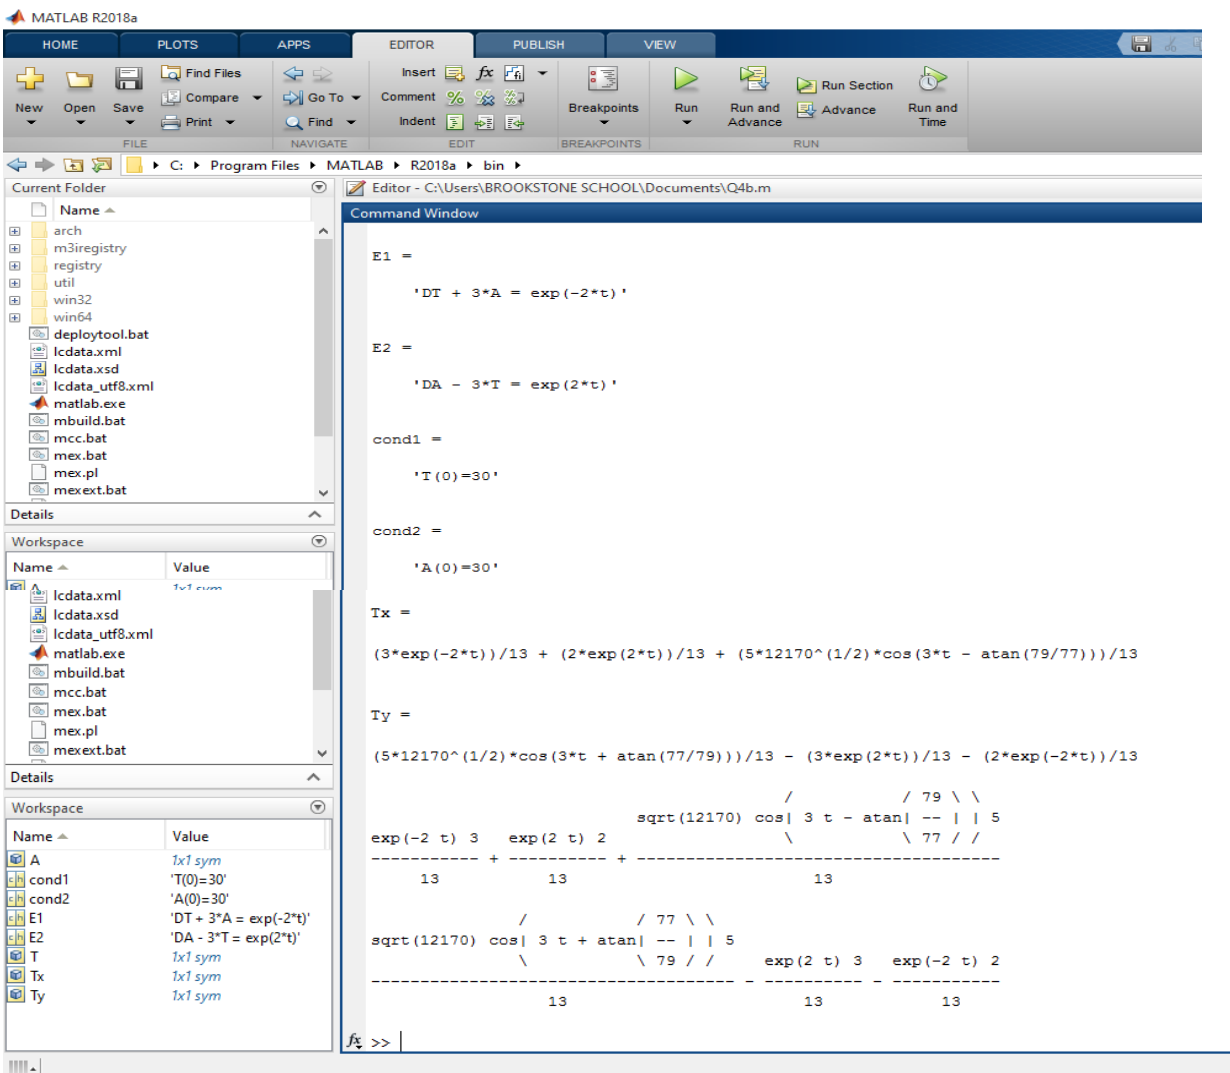 MATLAB R2018a
HOME PLOTS APPS EDITOR PUBLISH VIEW
New Open Save Find Files Compare Print Go To Find Insert fx Comment Indent Breakpoints Run Run and Advance Run Section Advance Run and Time
FILE NAVIGATE EDIT BREAKPOINTS RUN
C: Program Files MATLAB R2018a bin
Current Folder
Name
arch
m3iregistry
registry
util
win32
win64
deploytool.bat
lcdata.xml
lcdata.xsd
lcdata_utf8.xml
matlab.exe
mbuild.bat
mcc.bat
mex.bat
mex.pl
mexext.bat
Details
Workspace
Name Value
A 1x1 sym
lcdata.xml
lcdata.xsd
lcdata_utf8.xml
matlab.exe
mbuild.bat
mcc.bat
mex.bat
mex.pl
mexext.bat
Details
Workspace
Name Value
A 1x1 sym
cond1 'T(0)=30'
cond2 'A(0)=30'
E1 'DT + 3*A = exp(-2*t)'
E2 'DA - 3*T = exp(2*t)'
T 1x1 sym
Tx 1x1 sym
Ty 1x1 sym
Editor - C:\Users\BROOKSTONE SCHOOL\Documents\Q4b.m
Command Window
E1 =
'DT + 3*A = exp(-2*t)'
E2 =
'DA - 3*T = exp(2*t)'
cond1 =
'T(0)=30'
cond2 =
'A(0)=30'
Tx =
(3*exp(-2*t))/13 + (2*exp(2*t))/13 + (5*12170^(1/2)*cos(3*t - atan(79/77)))/13
Ty =
(5*12170^(1/2)*cos(3*t + atan(77/79)))/13 - (3*exp(2*t))/13 - (2*exp(-2*t))/13
/ / 79 \ \
sqrt(12170) cos| 3 t - atan| -- | | 5
exp(-2 t) 3 exp(2 t) 2 \ \ 77 / /
----------- + ---------- + -------------------------------------
13 13 13
/ / 77 \ \
sqrt(12170) cos| 3 t + atan| -- | | 5
\ \ 79 / / exp(2 t) 3 exp(-2 t) 2
------------------------------------- - ---------- - -----------
13 13 13
fx >>